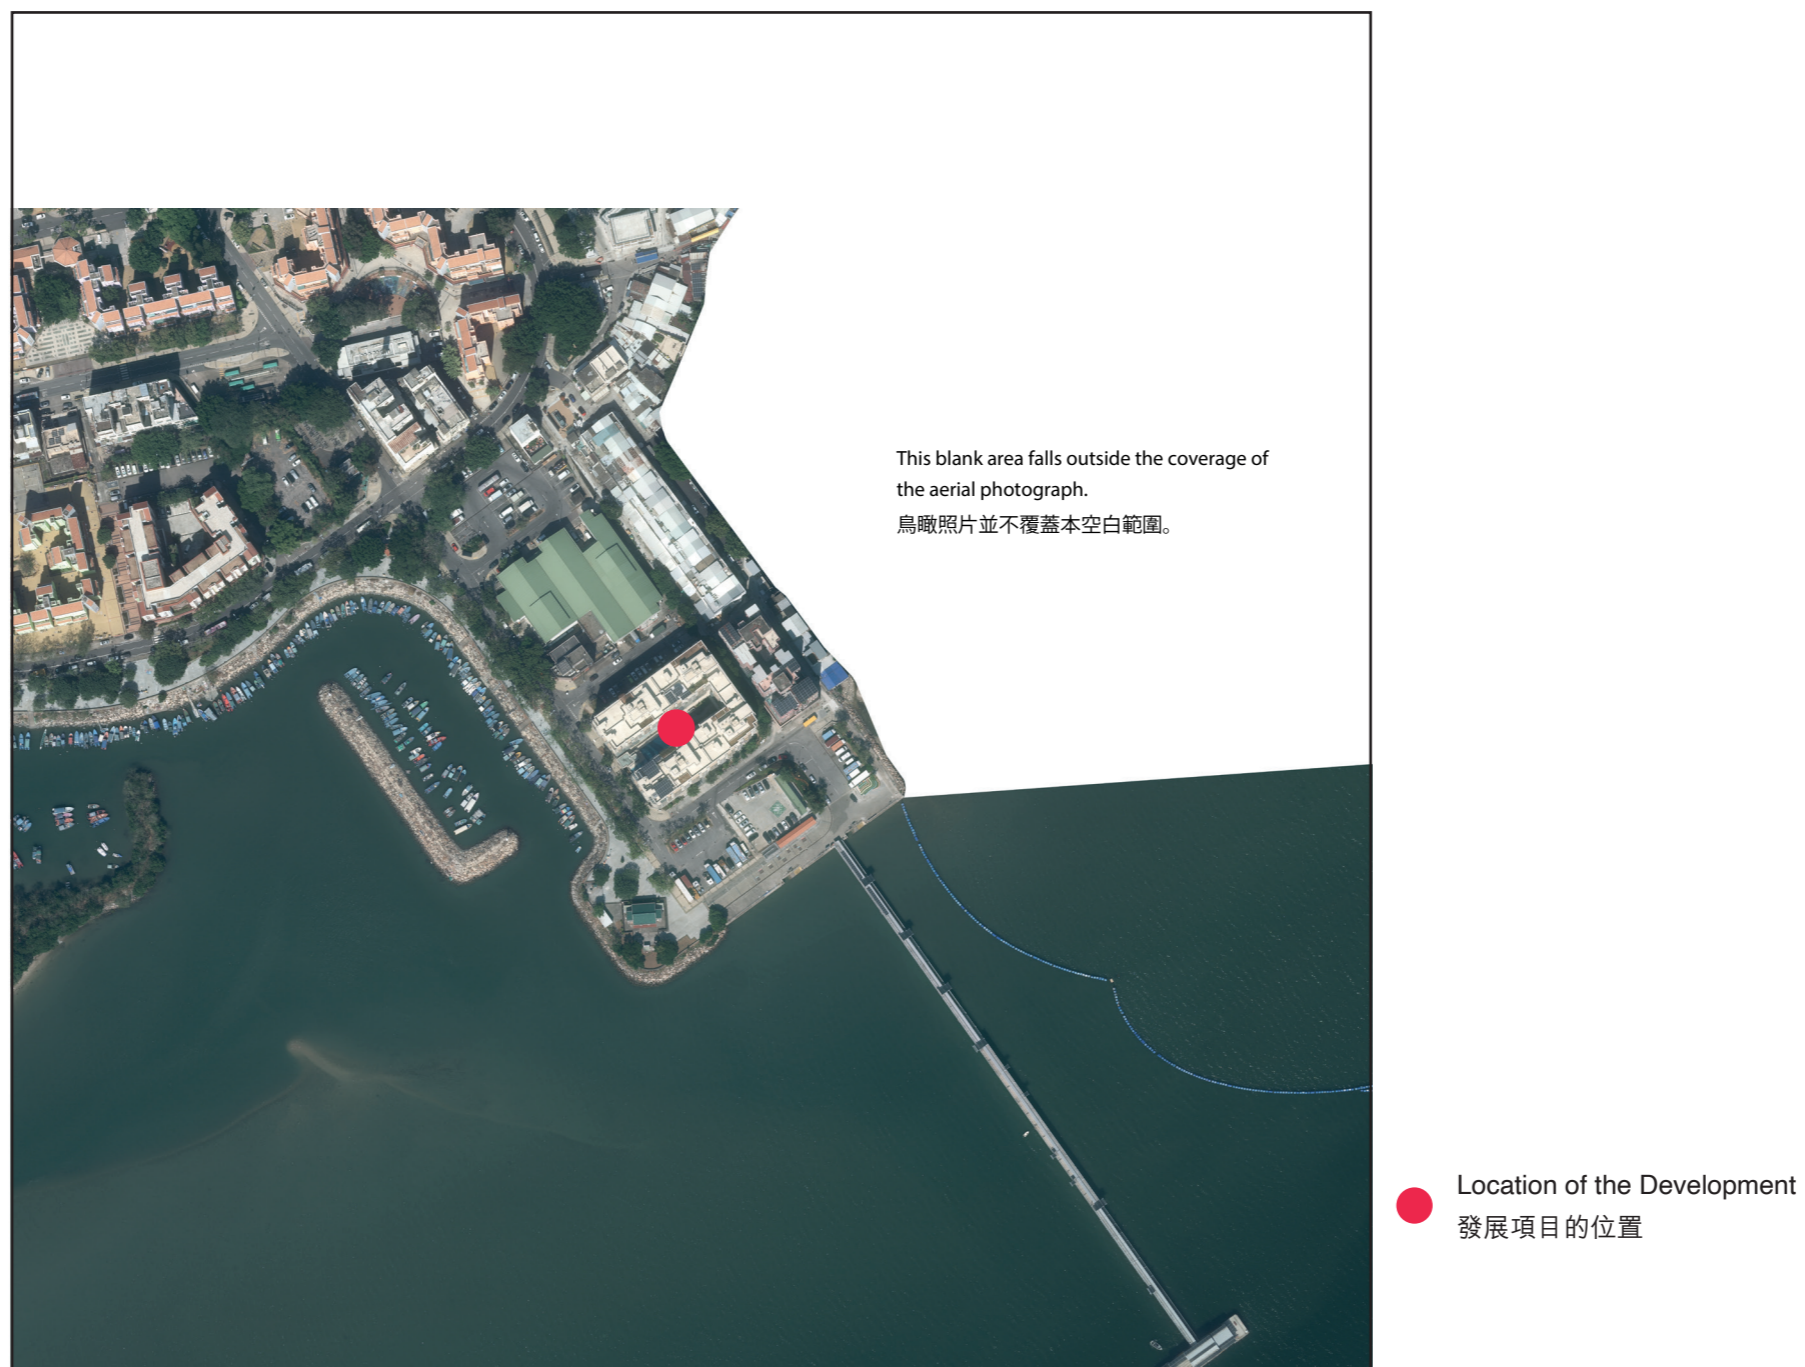 This blank area falls outside the coverage of
the aerial photograph.
鳥瞰照片並不覆蓋本空白範圍。
Location of the Development
發展項目的位置